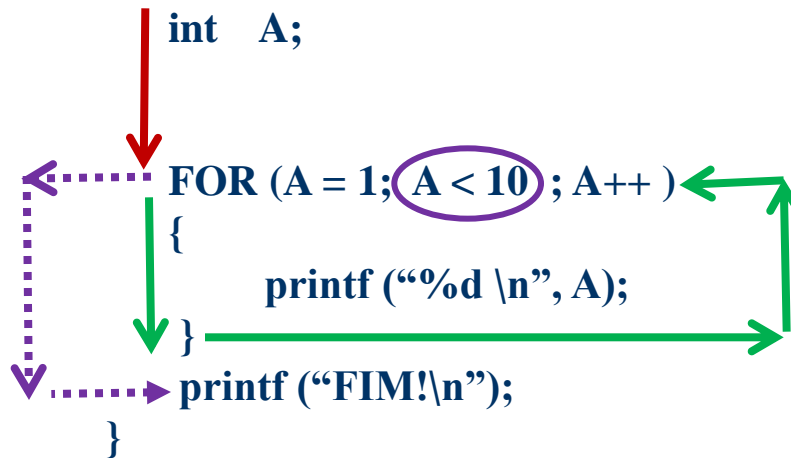 int A;
FOR (A = 1; A < 10 ; A++ )
{
printf (“%d \n”, A);
}
printf (“FIM!\n”);
}